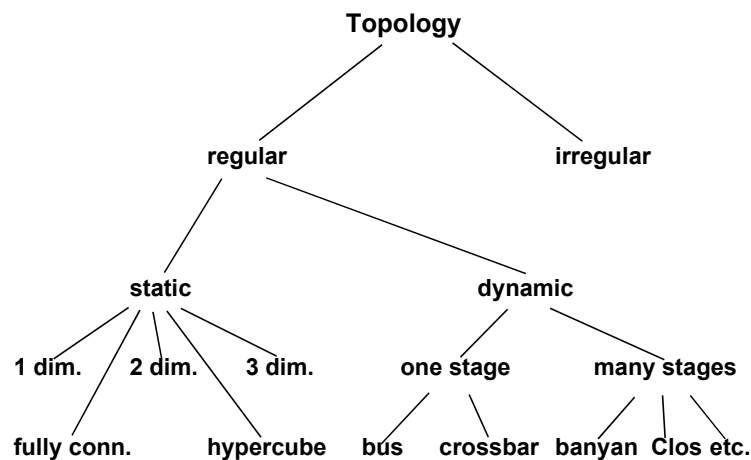 Topology
regular irregular
static dynamic
1 dim. 2 dim. 3 dim. one stage many stages
fully conn. hypercube bus crossbar banyan Clos etc.